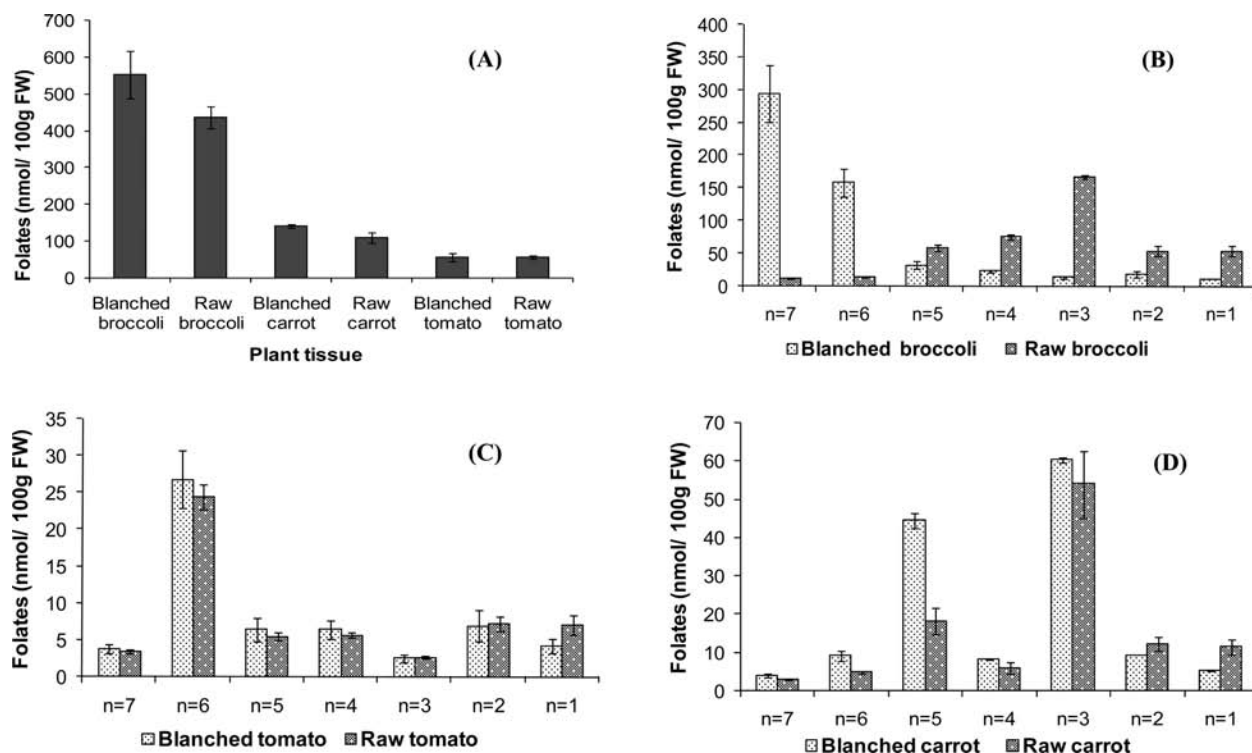 (A)
Folates (nmol/ 100g FW)
700
600
500
400
300
200
100
0
Blanched broccoli
Raw broccoli
Blanched carrot
Raw carrot
Blanched tomato
Raw tomato
Plant tissue
(B)
Folates (nmol/ 100g FW)
400
350
300
250
200
150
100
50
0
n=7 n=6 n=5 n=4 n=3 n=2 n=1
Blanched broccoli Raw broccoli
(C)
Folates (nmol/ 100g FW)
35
30
25
20
15
10
5
0
n=7 n=6 n=5 n=4 n=3 n=2 n=1
Blanched tomato Raw tomato
(D)
Folates (nmol/ 100g FW)
70
60
50
40
30
20
10
0
n=7 n=6 n=5 n=4 n=3 n=2 n=1
Blanched carrot Raw carrot